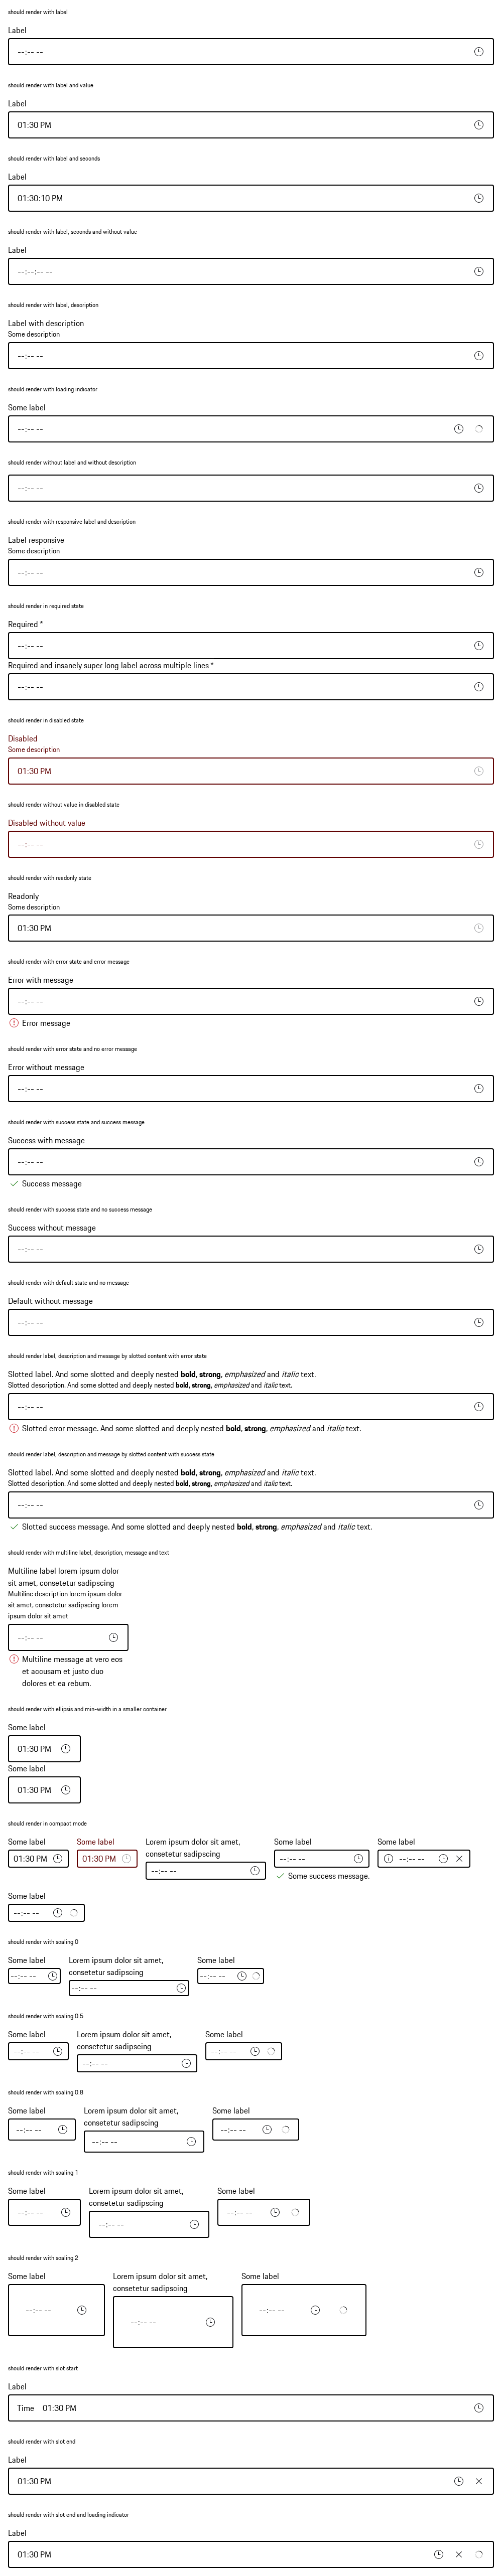 should render with label
Label
--:-- --
should render with label and value
Label
01:30 PM
should render with label and seconds
Label
01:30:10 PM
should render with label, seconds and without value
Label
--:--:-- --
should render with label, description
Label with description
Some description
--:-- --
should render with loading indicator
Some label
--:-- --
should render without label and without description
--:-- --
should render with responsive label and description
Label responsive
Some description
--:-- --
should render in required state
Required *
--:-- --
Required and insanely super long label across multiple lines *
--:-- --
should render in disabled state
Disabled
Some description
01:30 PM
should render without value in disabled state
Disabled without value
--:-- --
should render with readonly state
Readonly
Some description
01:30 PM
should render with error state and error message
Error with message
--:-- --
Error message
should render with error state and no error message
Error without message
--:-- --
should render with success state and success message
Success with message
--:-- --
Success message
should render with success state and no success message
Success without message
--:-- --
should render with default state and no message
Default without message
--:-- --
should render label, description and message by slotted content with error state
Slotted label. And some slotted and deeply nested bold, strong, emphasized and italic text.
Slotted description. And some slotted and deeply nested bold, strong, emphasized and italic text.
--:-- --
Slotted error message. And some slotted and deeply nested bold, strong, emphasized and italic text.
should render label, description and message by slotted content with success state
Slotted label. And some slotted and deeply nested bold, strong, emphasized and italic text.
Slotted description. And some slotted and deeply nested bold, strong, emphasized and italic text.
--:-- --
Slotted success message. And some slotted and deeply nested bold, strong, emphasized and italic text.
should render with multiline label, description, message and text
Multiline label lorem ipsum dolor
sit amet, consetetur sadipscing
Multiline description lorem ipsum dolor
sit amet, consetetur sadipscing lorem
ipsum dolor sit amet
--:-- --
Multiline message at vero eos
et accusam et justo duo
dolores et ea rebum.
should render with ellipsis and min-width in a smaller container
Some label
01:30 PM
Some label
01:30 PM
should render in compact mode
Some label
01:30 PM
Some label
01:30 PM
Lorem ipsum dolor sit amet,
consetetur sadipscing
--:-- --
Some label
--:-- --
Some success message.
Some label
--:-- --
Some label
--:-- --
should render with scaling 0
Some label
--:-- --
Lorem ipsum dolor sit amet,
consetetur sadipscing
--:-- --
Some label
--:-- --
should render with scaling 0.5
Some label
--:-- --
Lorem ipsum dolor sit amet,
consetetur sadipscing
--:-- --
Some label
--:-- --
should render with scaling 0.8
Some label
--:-- --
Lorem ipsum dolor sit amet,
consetetur sadipscing
--:-- --
Some label
--:-- --
should render with scaling 1
Some label
--:-- --
Lorem ipsum dolor sit amet,
consetetur sadipscing
--:-- --
Some label
--:-- --
should render with scaling 2
Some label
--:-- --
Lorem ipsum dolor sit amet,
consetetur sadipscing
--:-- --
Some label
--:-- --
should render with slot start
Label
Time 01:30 PM
should render with slot end
Label
01:30 PM
should render with slot end and loading indicator
Label
01:30 PM